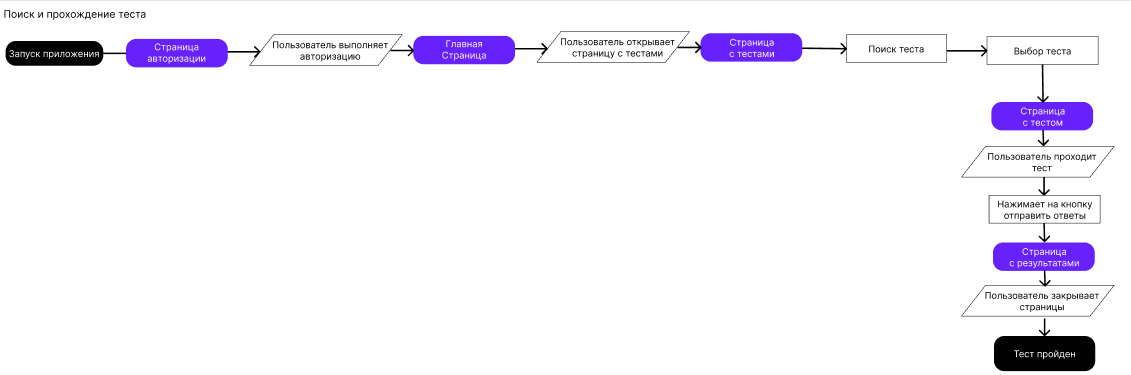 Поиск и прохождение теста
Запуск приложения
Страница
авторизации
Пользователь выполняет
авторизацию
Главная
Страница
Пользователь открывает
страницу с тестами
Страница
с тестами
Поиск теста
Выбор теста
Страница
с тестом
Пользователь проходит
тест
Нажимает на кнопку
отправить ответы
Страница
с результатами
Пользователь закрывает
страницы
Тест пройден